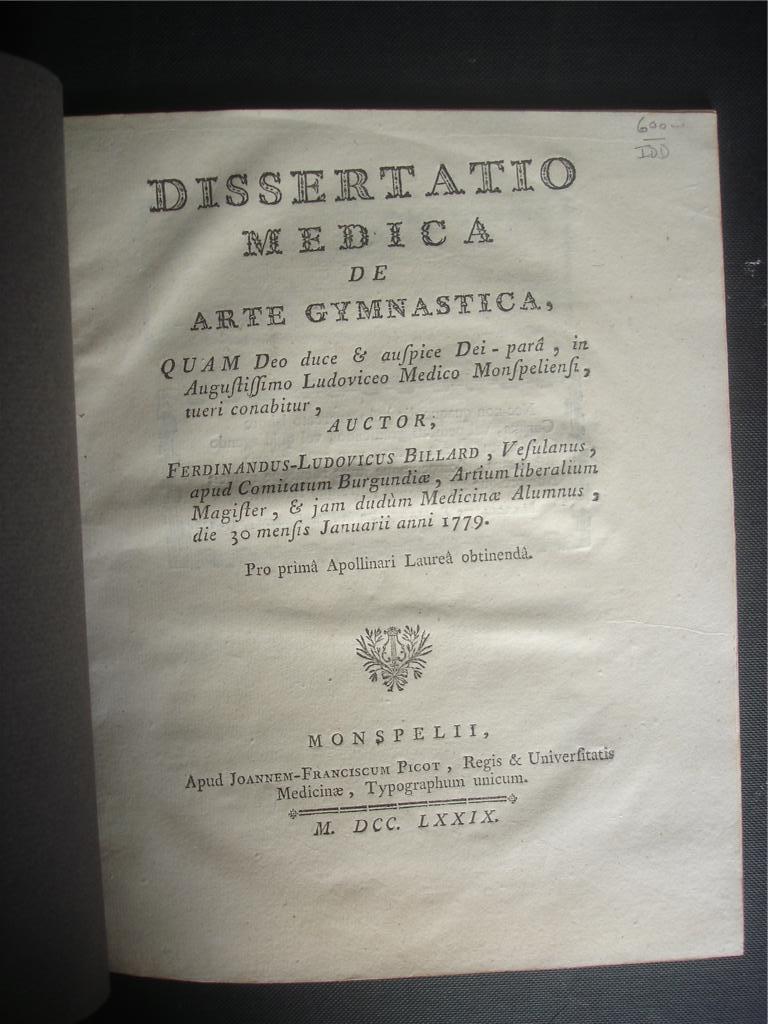 600—
IDD
DISSERTATIO
MEDICA
DE
ARTE GYMNASTICA,
QUAM Deo duce & auſpice Dei-parâ, in
Auguſtiſſimo Ludoviceo Medico Monſpelienſi,
tueri conabitur,
AUCTOR,
FERDINANDUS-LUDOVICUS BILLARD, Veſulanus,
apud Comitatum Burgundiæ, Artium liberalium
Magiſter, & jam dudùm Medicinæ Alumnus,
die 30 menſis Januarii anni 1779.
Pro primâ Apollinari Laureâ obtinendâ.
MONSPELII,
Apud JOANNEM-FRANCISCUM PICOT, Regis & Univerſitatis
Medicinæ, Typographum unicum.
M. DCC. LXXIX.